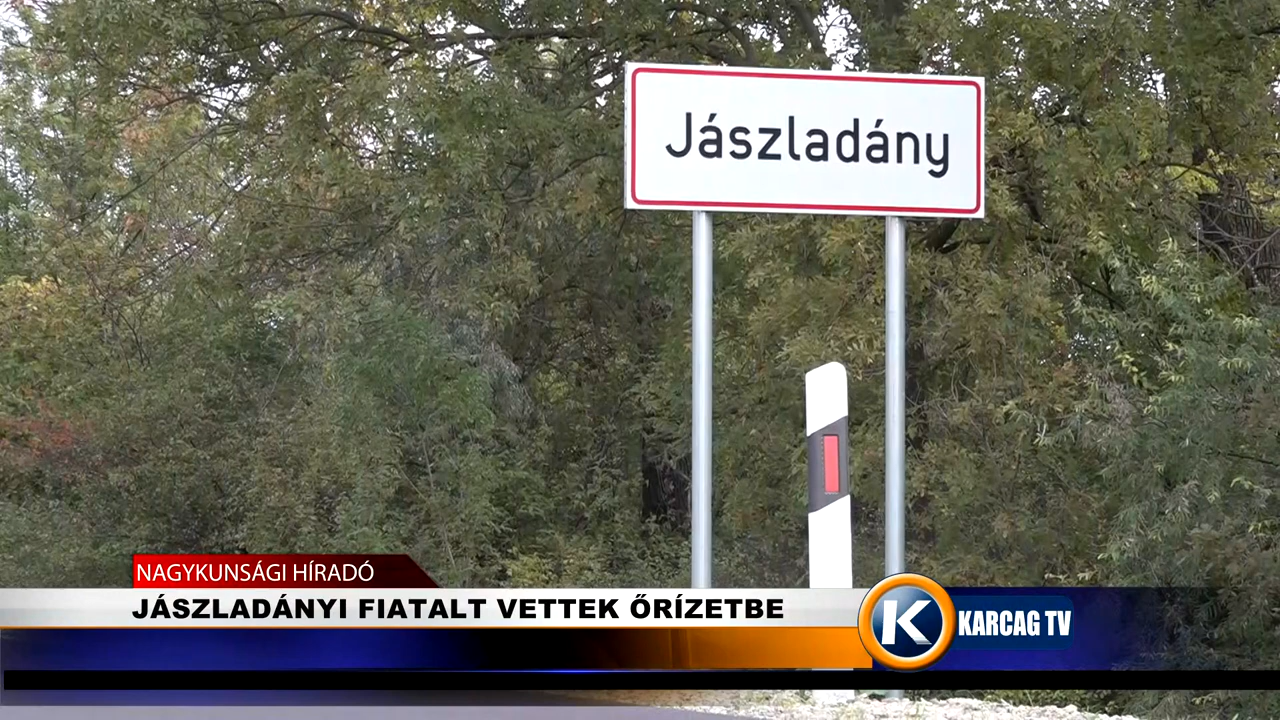 Jászladány
NAGYKUNSÁGI HÍRADÓ
JÁSZLADÁNYI FIATALT VETTEK ŐRÍZETBE
K KARCAG TV